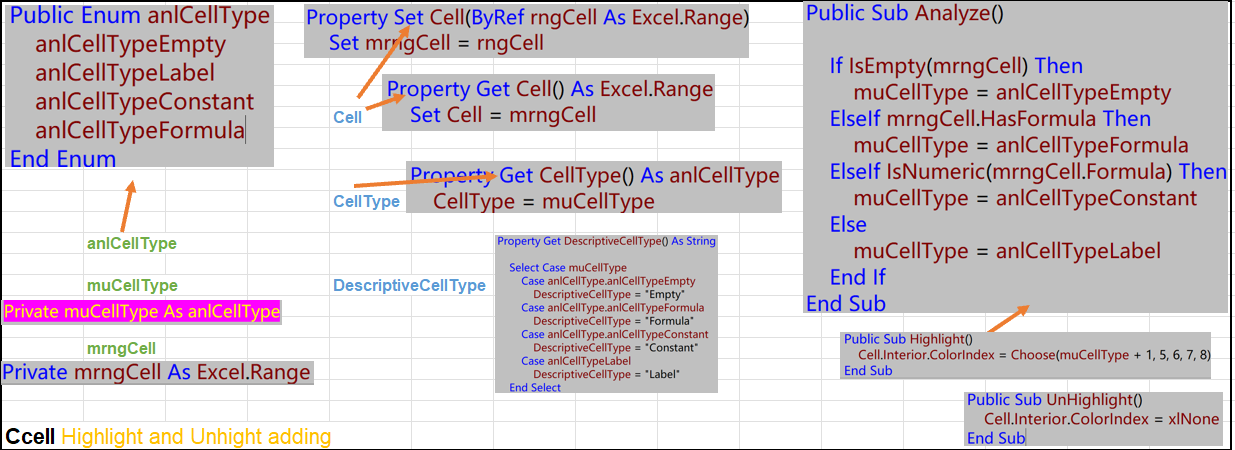 Public Enum anlCellType
anlCellTypeEmpty
anlCellTypeLabel
anlCellTypeConstant
anlCellTypeFormula
End Enum
anlCellType
muCellType
Private muCellType As anlCellType
mrngCell
Private mrngCell As Excel.Range
Ccell Highlight and Unhight adding
Property Set Cell(ByRef rngCell As Excel.Range)
Set mrngCell = rngCell
Property Get Cell() As Excel.Range
Set Cell = mrngCell
Cell
Property Get CellType() As anlCellType
CellType = muCellType
CellType
Property Get DescriptiveCellType() As String
Select Case muCellType
Case anlCellType.anlCellTypeEmpty
DescriptiveCellType = "Empty"
Case anlCellType.anlCellTypeFormula
DescriptiveCellType = "Formula"
Case anlCellType.anlCellTypeConstant
DescriptiveCellType = "Constant"
Case anlCellTypeLabel
DescriptiveCellType = "Label"
End Select
DescriptiveCellType
Public Sub Analyze()
If IsEmpty(mrngCell) Then
muCellType = anlCellTypeEmpty
ElseIf mrngCell.HasFormula Then
muCellType = anlCellTypeFormula
ElseIf IsNumeric(mrngCell.Formula) Then
muCellType = anlCellTypeConstant
Else
muCellType = anlCellTypeLabel
End If
End Sub
Public Sub Highlight()
Cell.Interior.ColorIndex = Choose(muCellType + 1, 5, 6, 7, 8)
End Sub
Public Sub UnHighlight()
Cell.Interior.ColorIndex = xlNone
End Sub